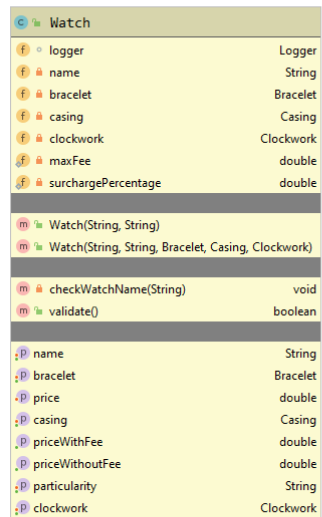 C Watch
f logger Logger
f name String
f bracelet Bracelet
f casing Casing
f clockwork Clockwork
f maxFee double
f surchargePercentage double
m Watch(String, String)
m Watch(String, String, Bracelet, Casing, Clockwork)
m checkWatchName(String) void
m validate() boolean
p name String
p bracelet Bracelet
p price double
p casing Casing
p priceWithFee double
p priceWithoutFee double
p particularity String
p clockwork Clockwork